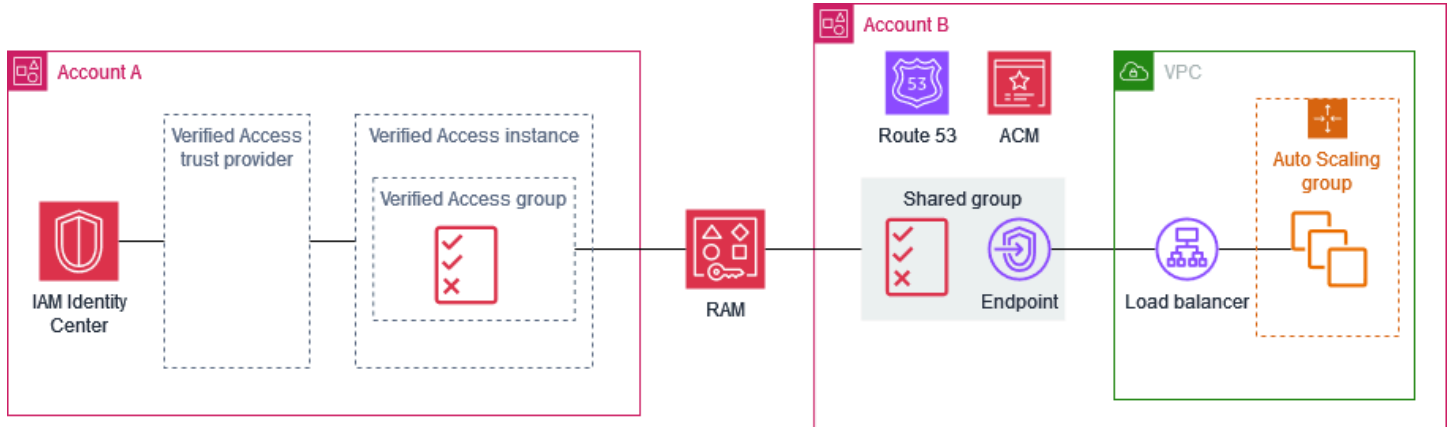 Account A
Verified Access
trust provider
Verified Access instance
Verified Access group
IAM Identity
Center
RAM
Account B
53
Route 53
ACM
VPC
Auto Scaling
group
Shared group
Endpoint
Load balancer